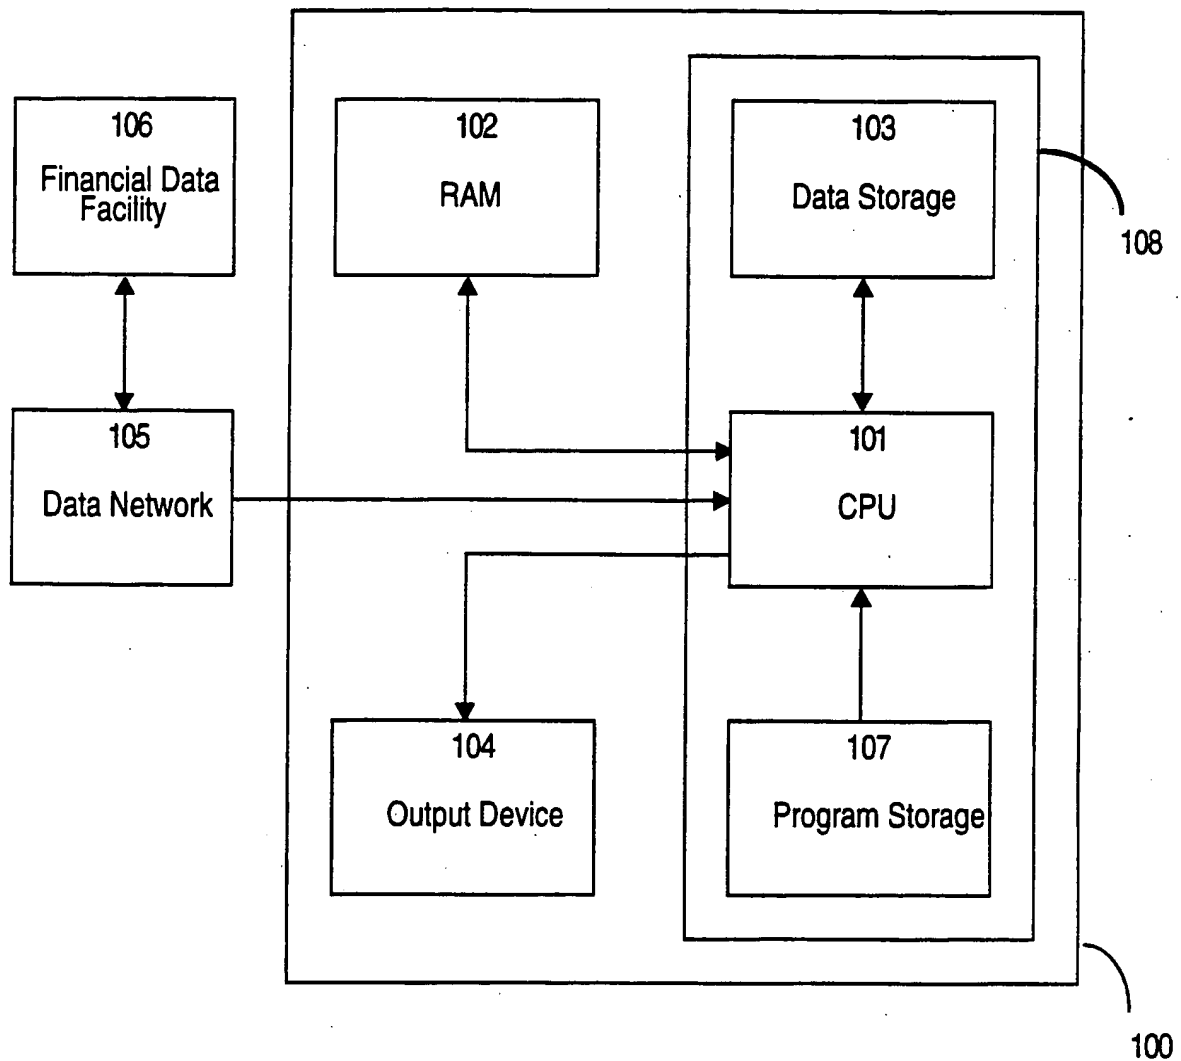 106
Financial Data
Facility
102
RAM
103
Data Storage
108
105
Data Network
101
CPU
104
Output Device
107
Program Storage
100